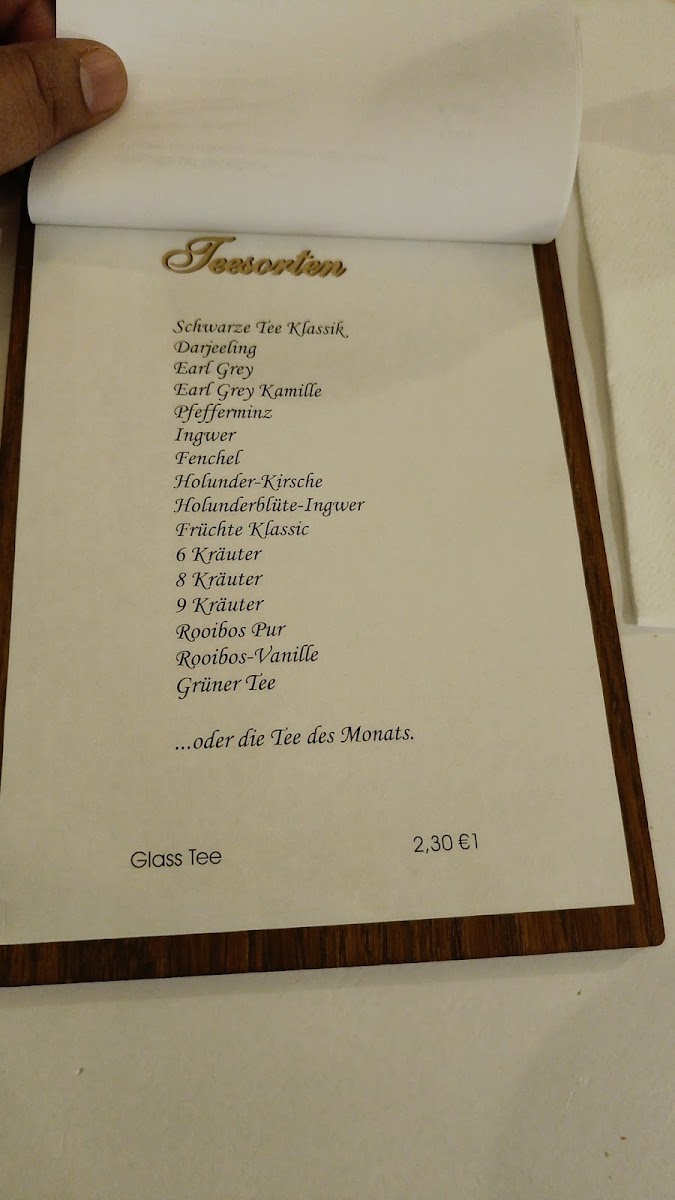 Teesorten
Schwarze Tee Klassik
Darjeeling
Earl Grey
Earl Grey Kamille
Pfefferminz
Ingwer
Fenchel
Holunder-Kirsche
Holunderblüte-Ingwer
Früchte Klassic
6 Kräuter
8 Kräuter
9 Kräuter
Rooibos Pur
Rooibos-Vanille
Grüner Tee
...oder die Tee des Monats.
Glass Tee 2,30 €1